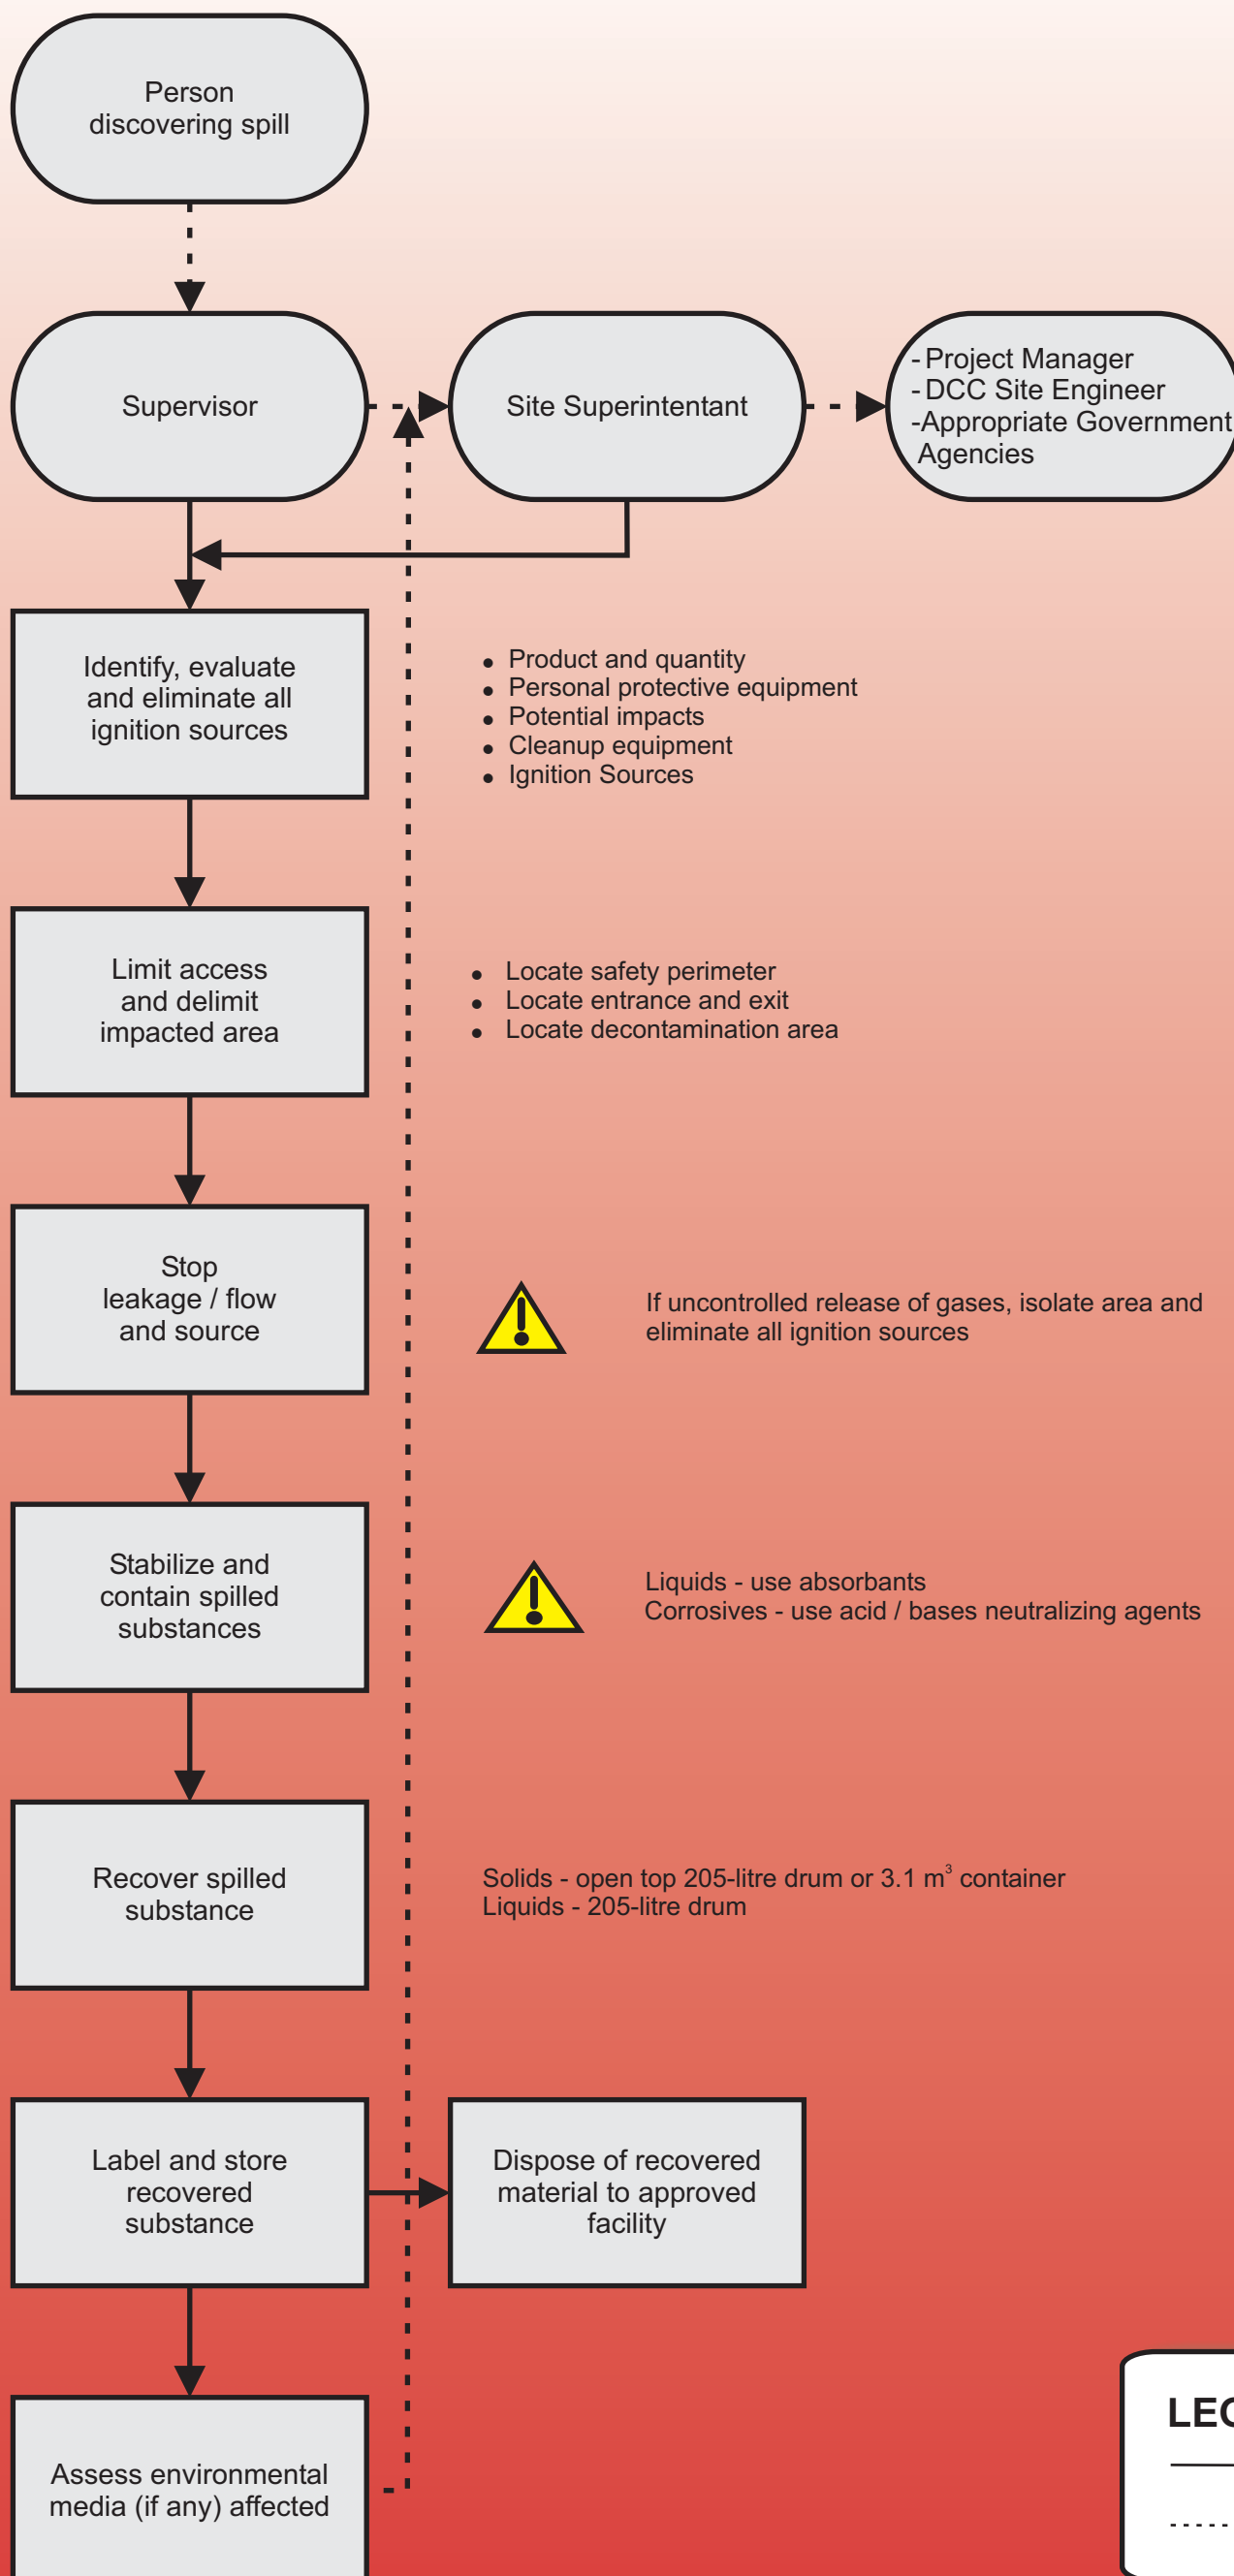 Person
discovering spill
Supervisor
Site Superintentant
- Project Manager
- DCC Site Engineer
-Appropriate Government
Agencies
Identify, evaluate
and eliminate all
ignition sources
• Product and quantity
• Personal protective equipment
• Potential impacts
• Cleanup equipment
• Ignition Sources
Limit access
and delimit
impacted area
• Locate safety perimeter
• Locate entrance and exit
• Locate decontamination area
Stop
leakage / flow
and source
If uncontrolled release of gases, isolate area and
eliminate all ignition sources
Stabilize and
contain spilled
substances
Liquids - use absorbants
Corrosives - use acid / bases neutralizing agents
Recover spilled
substance
Solids - open top 205-litre drum or 3.1 m³ container
Liquids - 205-litre drum
Label and store
recovered
substance
Dispose of recovered
material to approved
facility
Assess environmental
media (if any) affected